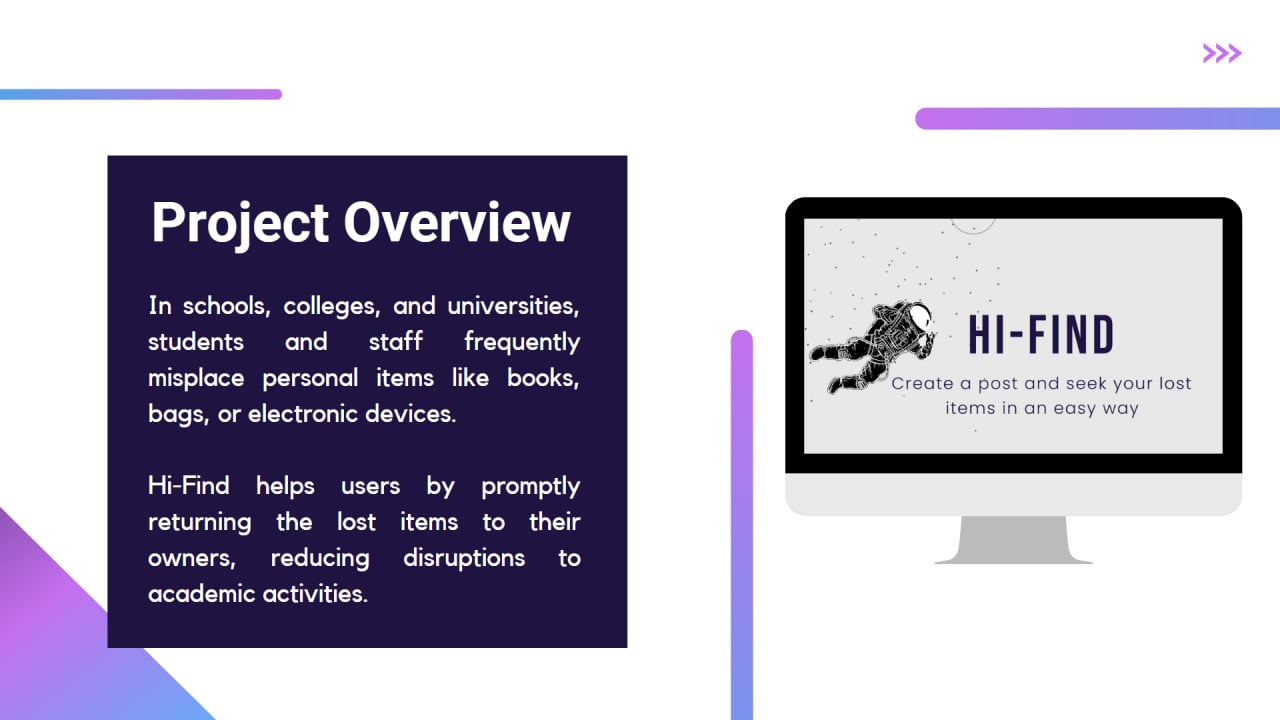 Project Overview
In schools, colleges, and universities,
students and staff frequently
misplace personal items like books,
bags, or electronic devices.
Hi-Find helps users by promptly
returning the lost items to their
owners, reducing disruptions to
academic activities.
HI-FIND
Create a post and seek your lost
items in an easy way